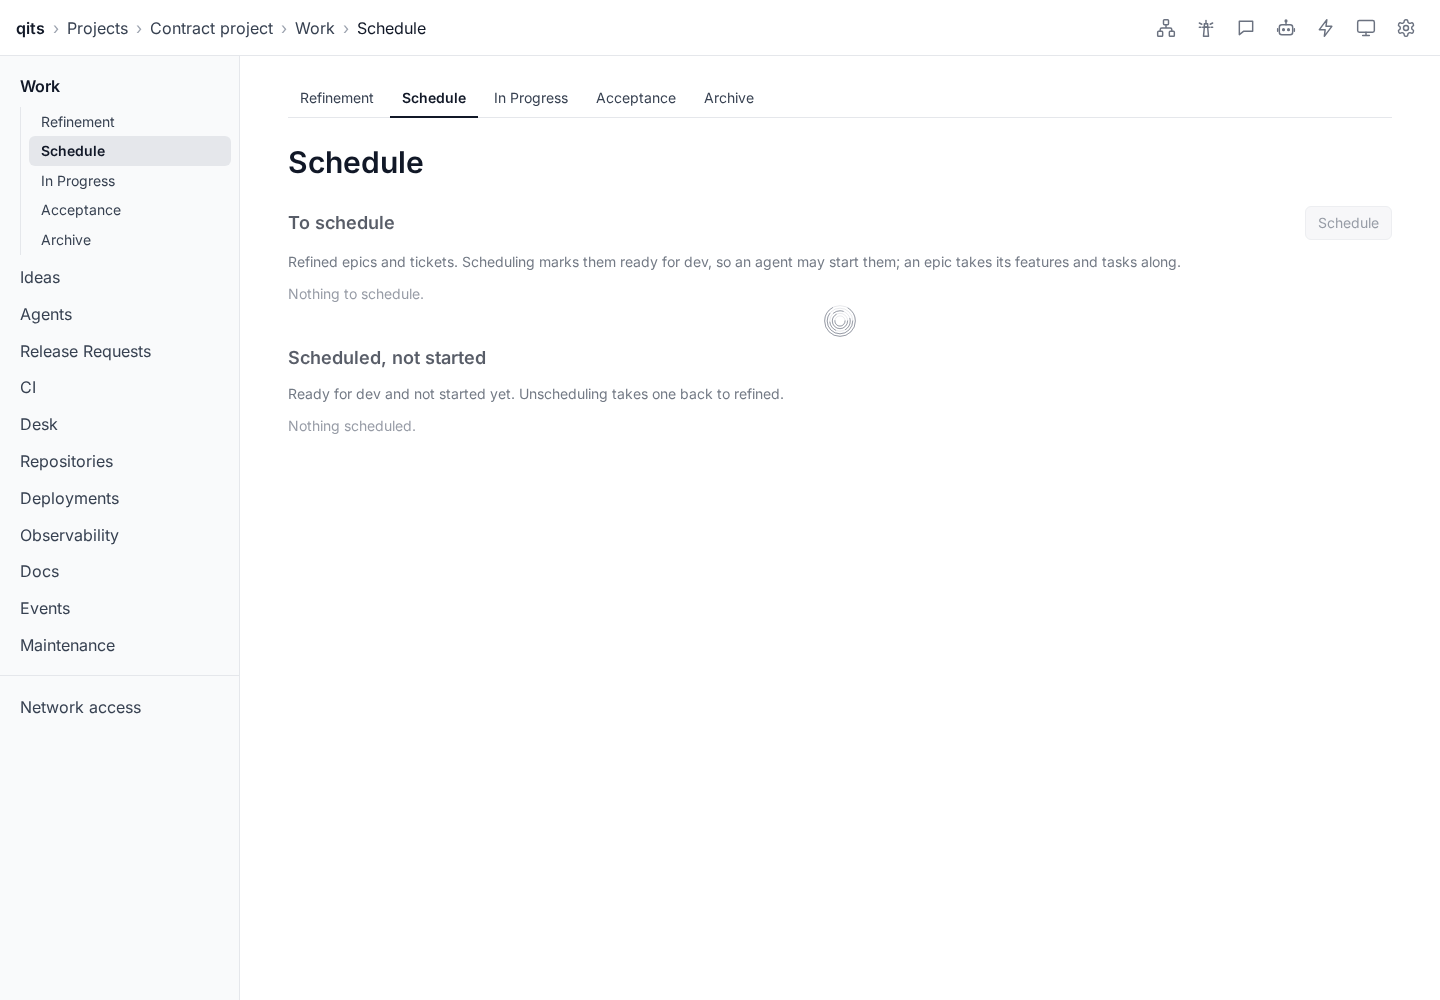 qits › Projects › Contract project › Work › Schedule
Work
Refinement
Schedule
In Progress
Acceptance
Archive
Ideas
Agents
Release Requests
CI
Desk
Repositories
Deployments
Observability
Docs
Events
Maintenance
Network access
Refinement Schedule In Progress Acceptance Archive
Schedule
To schedule
Schedule
Refined epics and tickets. Scheduling marks them ready for dev, so an agent may start them; an epic takes its features and tasks along.
Nothing to schedule.
Scheduled, not started
Ready for dev and not started yet. Unscheduling takes one back to refined.
Nothing scheduled.